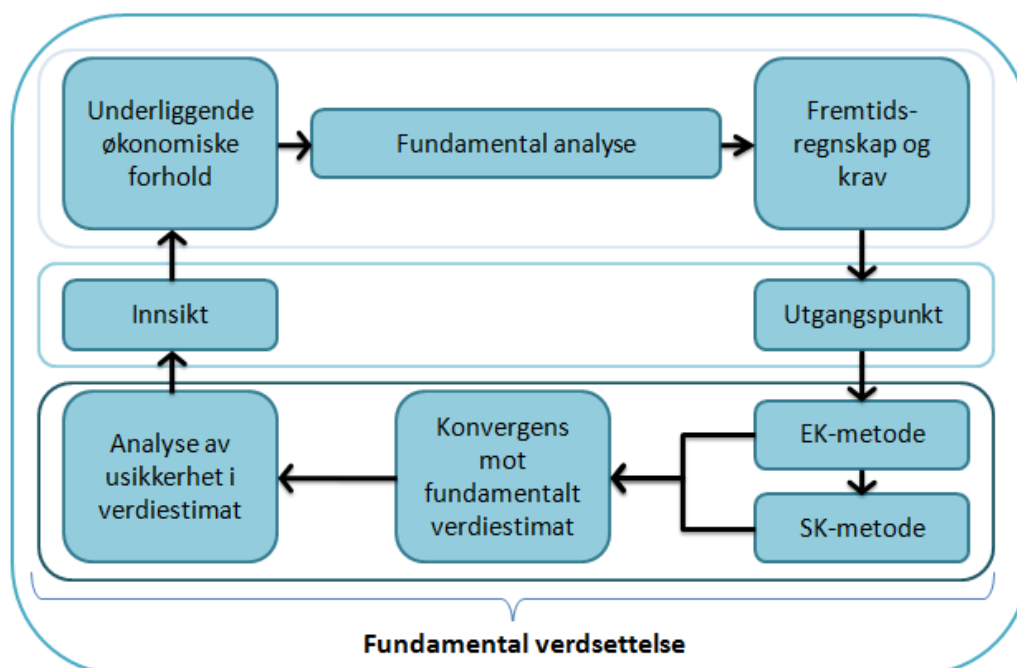 Underliggende
økonomiske
forhold
Fundamental analyse
Fremtids-
regnskap og
krav
Innsikt
Utgangspunkt
Analyse av
usikkerhet i
verdiestimat
Konvergens
mot
fundamentalt
verdiestimat
EK-metode
SK-metode
Fundamental verdsettelse